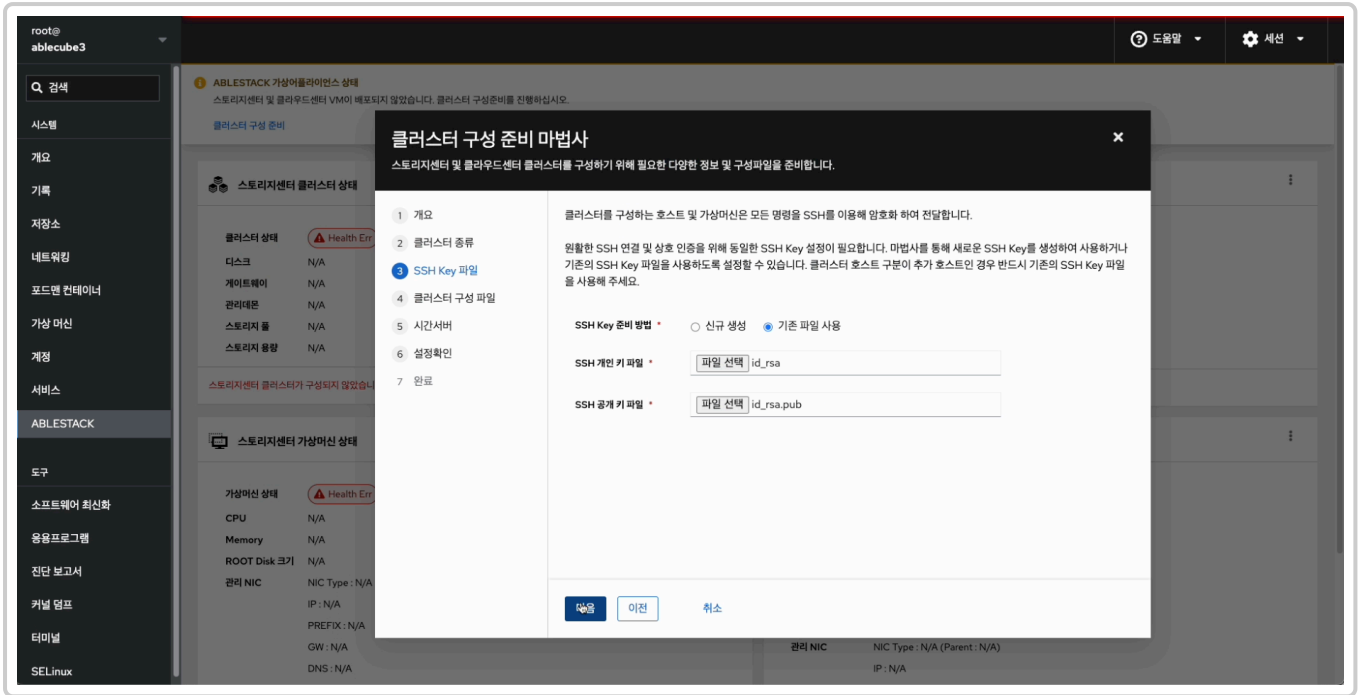 root@
ablecube3
도움말
세션
검색
시스템
개요
기록
저장소
네트워킹
포드맨 컨테이너
가상 머신
계정
서비스
ABLESTACK
도구
소프트웨어 최신화
응용프로그램
진단 보고서
커널 덤프
터미널
SELinux
ABLESTACK 가상어플라이언스 상태
스토리지센터 및 클라우드센터 VM이 배포되지 않았습니다. 클러스터 구성준비를 진행하십시오.
클러스터 구성 준비
스토리지센터 클러스터 상태
클러스터 상태 Health Err
디스크 N/A
게이트웨이 N/A
관리데몬 N/A
스토리지 풀 N/A
스토리지 용량 N/A
스토리지센터 클러스터가 구성되지 않았습니
스토리지센터 가상머신 상태
가상머신 상태 Health Err
CPU N/A
Memory N/A
ROOT Disk 크기 N/A
관리 NIC NIC Type : N/A
IP : N/A
PREFIX : N/A
GW : N/A
DNS : N/A
관리 NIC NIC Type : N/A (Parent : N/A)
IP : N/A
클러스터 구성 준비 마법사
스토리지센터 및 클라우드센터 클러스터를 구성하기 위해 필요한 다양한 정보 및 구성파일을 준비합니다.
1 개요
2 클러스터 종류
3 SSH Key 파일
4 클러스터 구성 파일
5 시간서버
6 설정확인
7 완료
클러스터를 구성하는 호스트 및 가상머신은 모든 명령을 SSH를 이용해 암호화 하여 전달합니다.
원활한 SSH 연결 및 상호 인증을 위해 동일한 SSH Key 설정이 필요합니다. 마법사를 통해 새로운 SSH Key를 생성하여 사용하거나
기존의 SSH Key 파일을 사용하도록 설정할 수 있습니다. 클러스터 호스트 구분이 추가 호스트인 경우 반드시 기존의 SSH Key 파일
을 사용해 주세요.
SSH Key 준비 방법 * 신규 생성 기존 파일 사용
SSH 개인 키 파일 * 파일 선택 id_rsa
SSH 공개 키 파일 * 파일 선택 id_rsa.pub
이전 취소